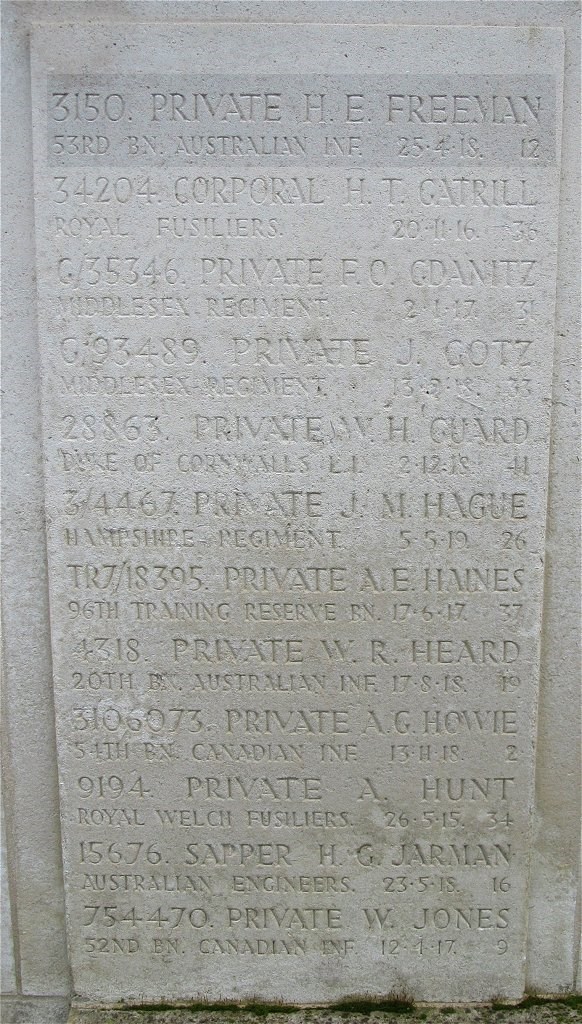 3150. PRIVATE H. E. FREEMAN
53RD BN. AUSTRALIAN INF. 25·4·18. 12
34204. CORPORAL H. T. GATRILL
ROYAL FUSILIERS. 20·11·16. 36
G/35346. PRIVATE F. O. GDANITZ
MIDDLESEX REGIMENT. 2·1·17. 31
G/93489. PRIVATE J. GOTZ
MIDDLESEX REGIMENT. 33
28863. PRIVATE W. H. GUARD
DUKE OF CORNWALLS L.I. 2·12·18. 41
3/4467. PRIVATE J. M. HAGUE
HAMPSHIRE REGIMENT. 5·5·19. 26
TR7/18395. PRIVATE A. E. HAINES
96TH TRAINING RESERVE BN. 17·6·17. 37
4318. PRIVATE W. R. HEARD
20TH BN. AUSTRALIAN INF. 17·8·18. 19
3106073. PRIVATE A. G. HOWIE
54TH BN. CANADIAN INF. 13·11·18. 2
9194. PRIVATE A. HUNT
ROYAL WELCH FUSILIERS. 26·5·15. 34
15676. SAPPER H. G. JARMAN
AUSTRALIAN ENGINEERS. 23·5·18. 16
754470. PRIVATE W. JONES
52ND BN. CANADIAN INF. 12·1·17. 9